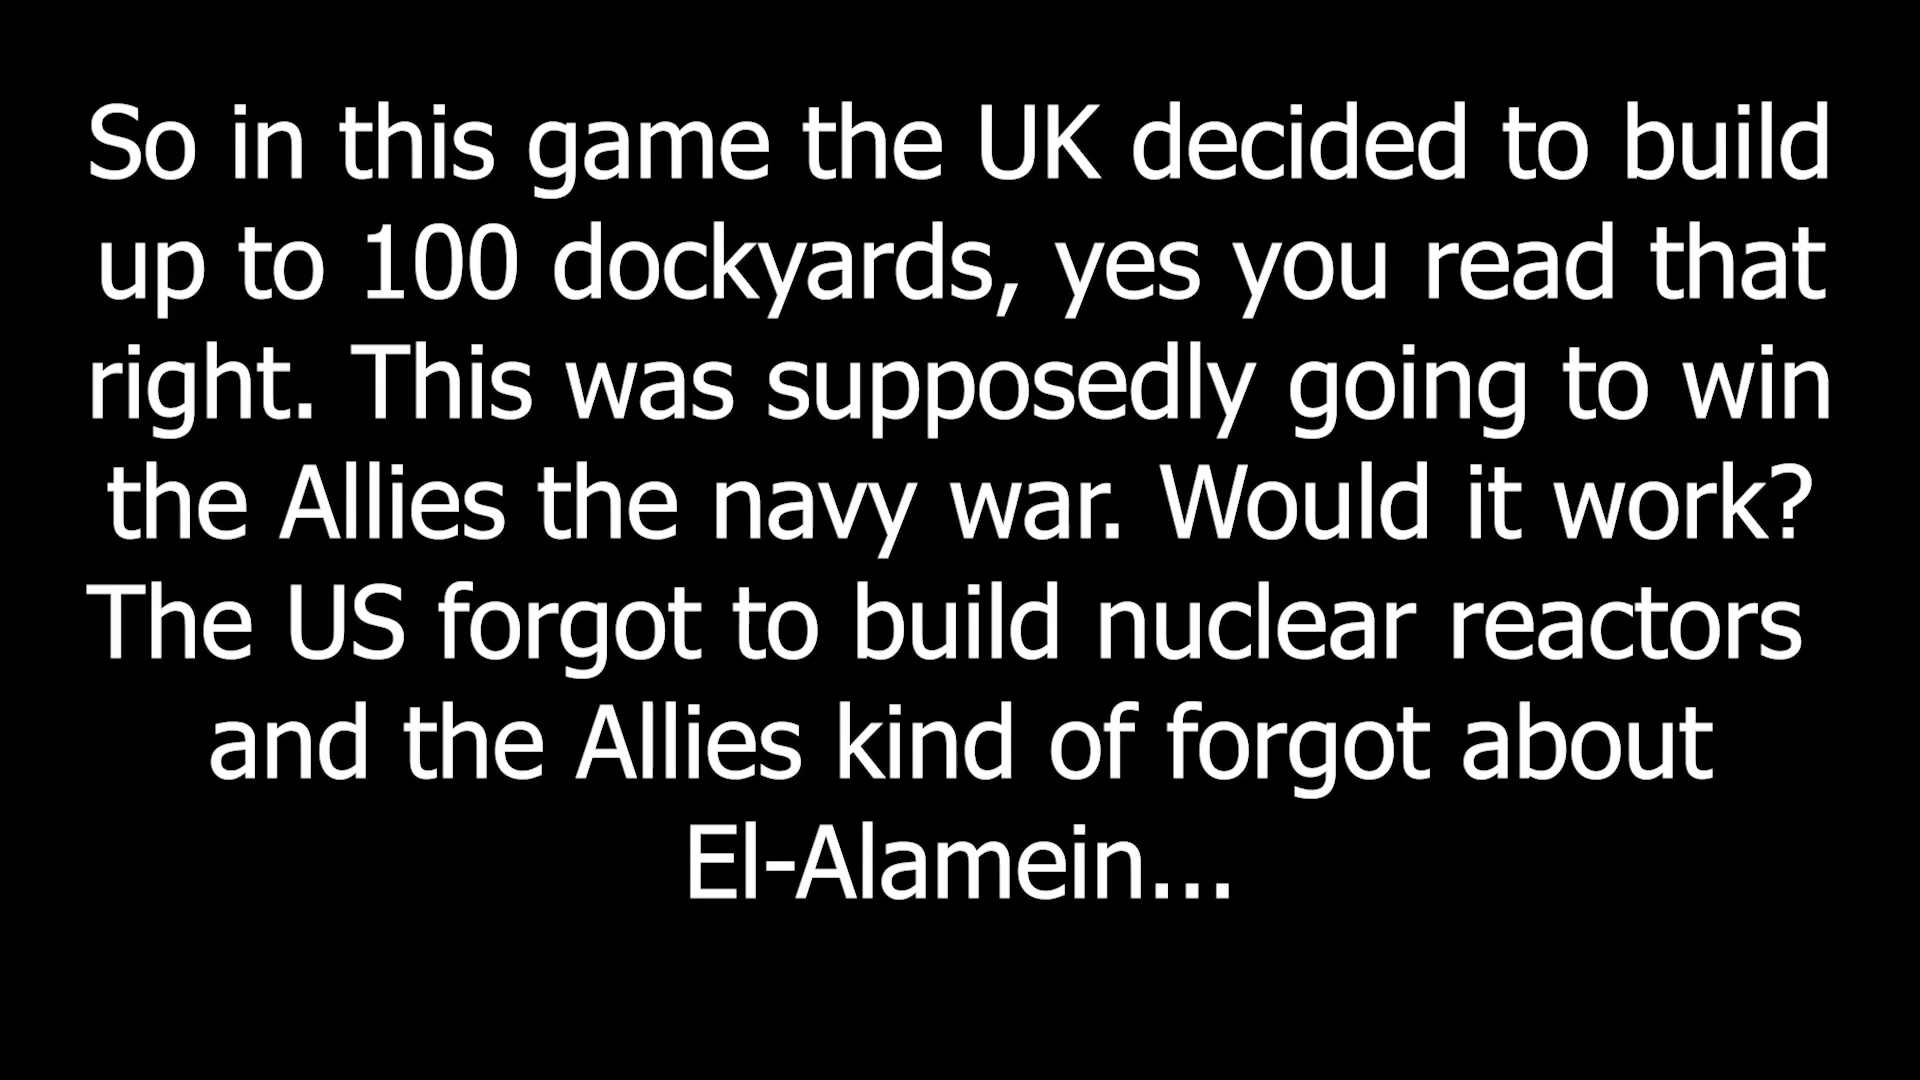 So in this game the UK decided to build
up to 100 dockyards, yes you read that
right. This was supposedly going to win
the Allies the navy war. Would it work?
The US forgot to build nuclear reactors
and the Allies kind of forgot about
El-Alamein...